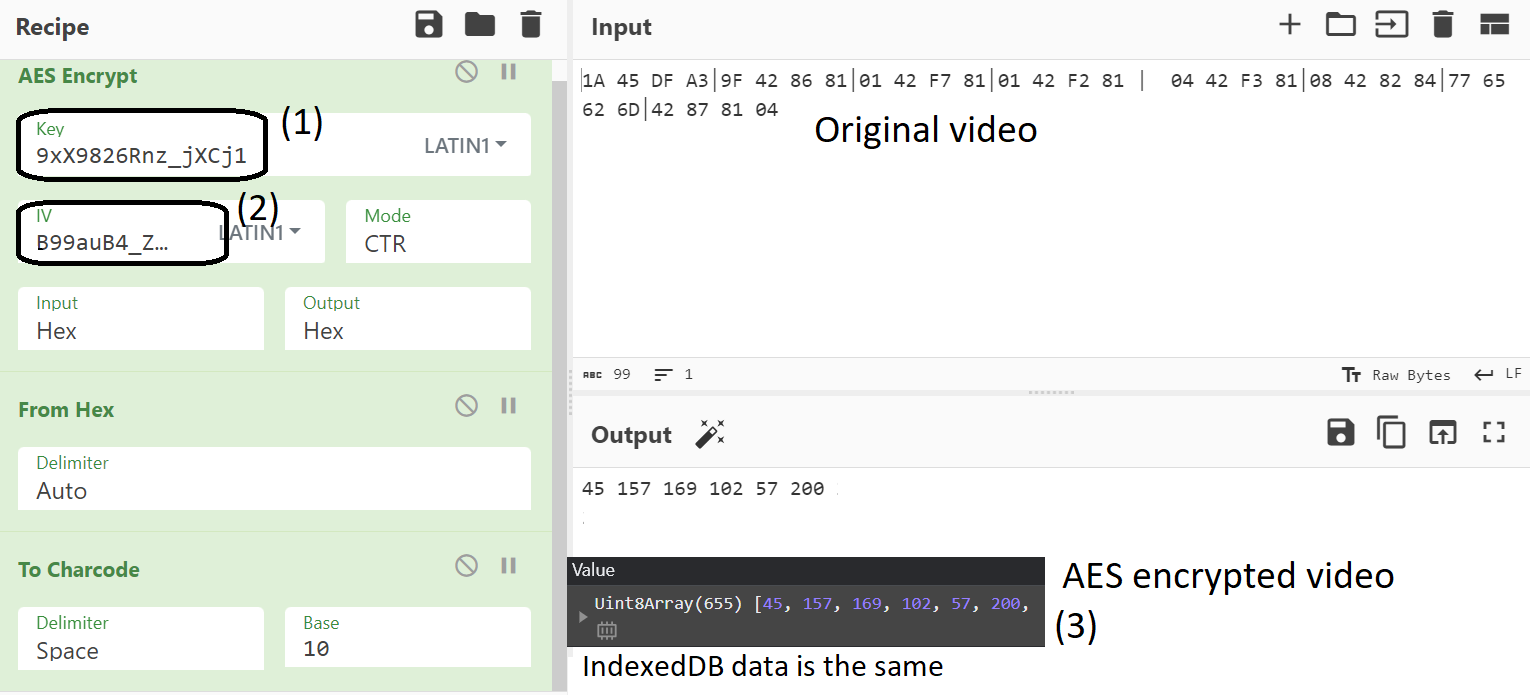 Recipe
AES Encrypt
Key
9xX9826Rnz_jXCj1
LATIN1
(1)
IV
B99auB4_Z…
LATIN1
(2)
Mode
CTR
Input
Hex
Output
Hex
From Hex
Delimiter
Auto
To Charcode
Delimiter
Space
Base
10
Input
1A 45 DF A3|9F 42 86 81|01 42 F7 81|01 42 F2 81 | 04 42 F3 81|08 42 82 84|77 65
62 6D|42 87 81 04
Original video
ABC 99 1
Raw Bytes LF
Output
45 157 169 102 57 200
Value
Uint8Array(655) [45, 157, 169, 102, 57, 200,
AES encrypted video
(3)
IndexedDB data is the same